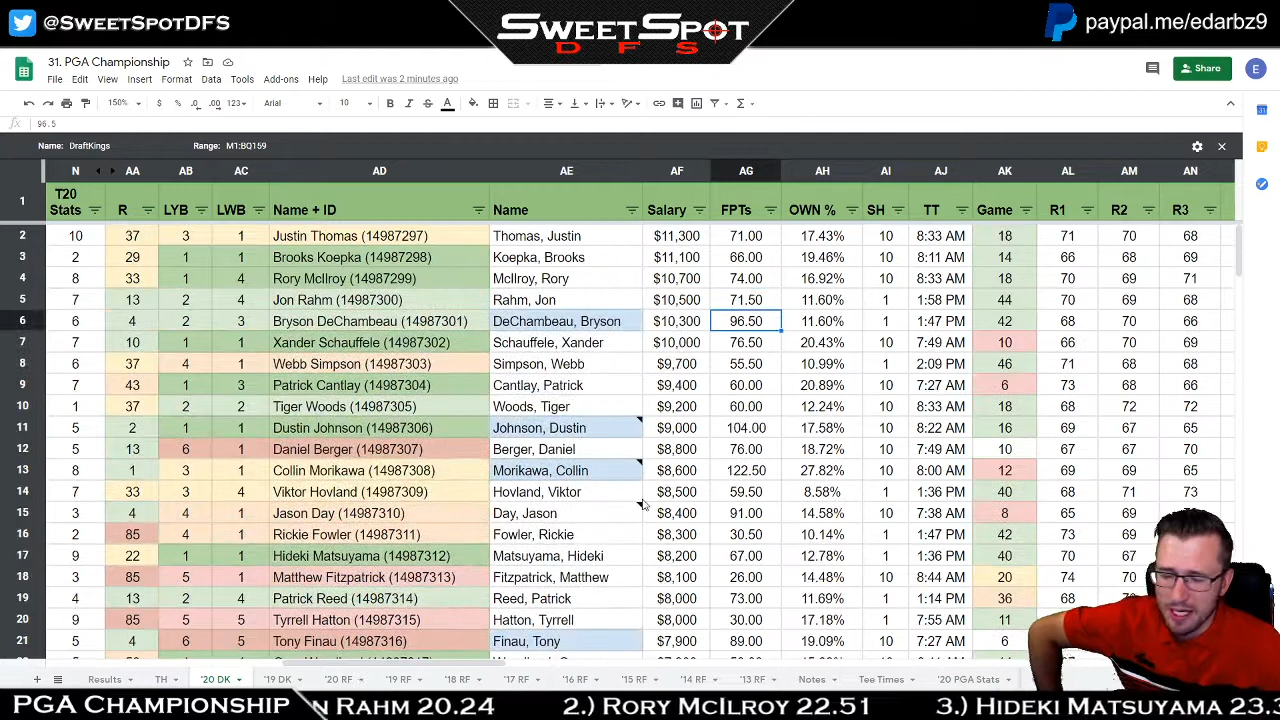 @SWEETSPOTDFS
SWEETSPOT
DFS
paypal.me/edarbz9
31. PGA Championship
File Edit View Insert Format Data Tools Add-ons Help Last edit was 2 minutes ago
Share E
150% $ % .0 .00 123 Arial 10 B I S A
fx 96.5
Name: DraftKings Range: M1:BQ159
N AA AB AC AD AE AF AG AH AI AJ AK AL AM AN
1 T20 Stats R LYB LWB Name + ID Name Salary FPTs OWN % SH TT Game R1 R2 R3
2 10 37 3 1 Justin Thomas (14987297) Thomas, Justin $11,300 71.00 17.43% 10 8:33 AM 18 71 70 68
3 2 29 1 1 Brooks Koepka (14987298) Koepka, Brooks $11,100 66.00 19.46% 10 8:11 AM 14 66 68 69
4 8 33 1 4 Rory McIlroy (14987299) McIlroy, Rory $10,700 74.00 16.92% 10 8:33 AM 18 70 69 71
5 7 13 2 4 Jon Rahm (14987300) Rahm, Jon $10,500 71.50 11.60% 1 1:58 PM 44 70 69 68
6 6 4 2 3 Bryson DeChambeau (14987301) DeChambeau, Bryson $10,300 96.50 11.60% 1 1:47 PM 42 68 70 66
7 7 10 1 1 Xander Schauffele (14987302) Schauffele, Xander $10,000 76.50 20.43% 1 7:49 AM 10 66 70 70
8 6 37 4 1 Webb Simpson (14987303) Simpson, Webb $9,700 55.50 10.99% 1 2:09 PM 46 71 68 68
9 7 43 1 3 Patrick Cantlay (14987304) Cantlay, Patrick $9,400 60.00 20.89% 1 7:27 AM 6 73 68 66
10 1 37 2 2 Tiger Woods (14987305) Woods, Tiger $9,200 60.00 12.24% 1 8:33 AM 18 68 72 72
11 5 2 1 1 Dustin Johnson (14987306) Johnson, Dustin $9,000 104.00 17.58% 1 8:22 AM 16 69 67 65
12 5 13 6 1 Daniel Berger (14987307) Berger, Daniel $8,800 76.00 18.72% 1 7:49 AM 10 67 67 70
13 8 1 3 1 Collin Morikawa (14987308) Morikawa, Collin $8,600 122.50 27.82% 1 8:00 AM 12 69 69 65
14 7 33 3 4 Viktor Hovland (14987309) Hovland, Viktor $8,500 59.50 8.58% 1 1:36 PM 40 68 71 73
15 3 4 4 1 Jason Day (14987310) Day, Jason $8,400 91.00 14.58% 1 7:38 AM 8 65 69
16 2 85 4 1 Rickie Fowler (14987311) Fowler, Rickie $8,300 30.50 10.14% 1 1:47 PM 42 73 69
17 9 22 1 1 Hideki Matsuyama (14987312) Matsuyama, Hideki $8,200 67.00 12.78% 10 1:36 PM 40 70 67
18 3 85 5 1 Matthew Fitzpatrick (14987313) Fitzpatrick, Matthew $8,100 26.00 14.48% 10 8:44 AM 20 74 70
19 4 13 2 4 Patrick Reed (14987314) Reed, Patrick $8,000 73.00 11.69% 1 1:14 PM 36 68
20 9 85 5 5 Tyrrell Hatton (14987315) Hatton, Tyrrell $8,000 30.00 17.18% 10 7:55 AM 11
21 5 4 6 5 Tony Finau (14987316) Finau, Tony $7,900 89.00 19.09% 1 7:27 AM 6
Results TH '20 DK '19 DK '20 RF '19 RF '18 RF '17 RF '16 RF '15 RF '14 RF '13 RF Notes Tee Times '20 PGA Stats
PGA CHAMPIONSHIP N RAHM 20.24 2.) RORY MCILROY 22.51 3.) HIDEKI MATSUYAMA 23.